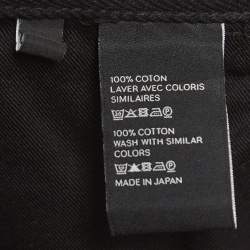 100% COTON
LAVER AVEC COLORIS
SIMILAIRES
100% COTTON
WASH WITH SIMILAR
COLORS
MADE IN JAPAN